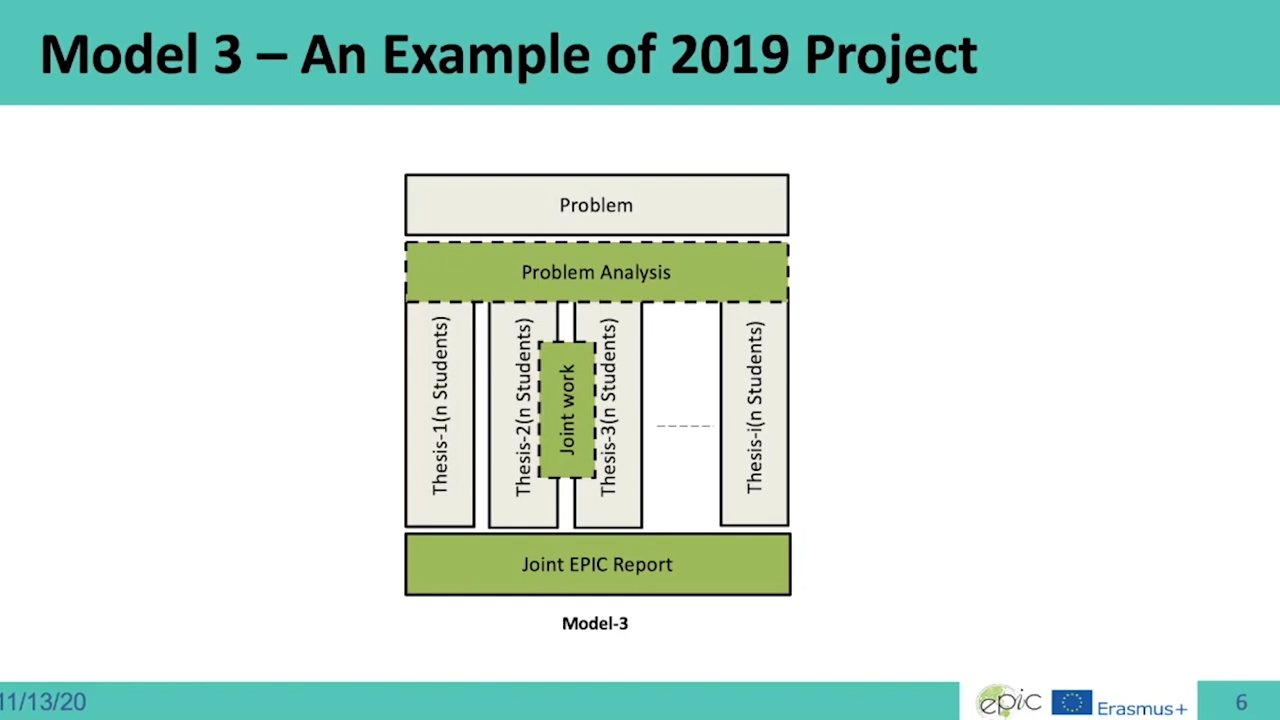 Model 3 – An Example of 2019 Project
Problem
Problem Analysis
Thesis-1(n Students)
Thesis-2(n Students)
Joint work
Thesis-3(n Students)
Thesis-i(n Students)
Joint EPIC Report
Model-3
11/13/20
epic
Erasmus+
6